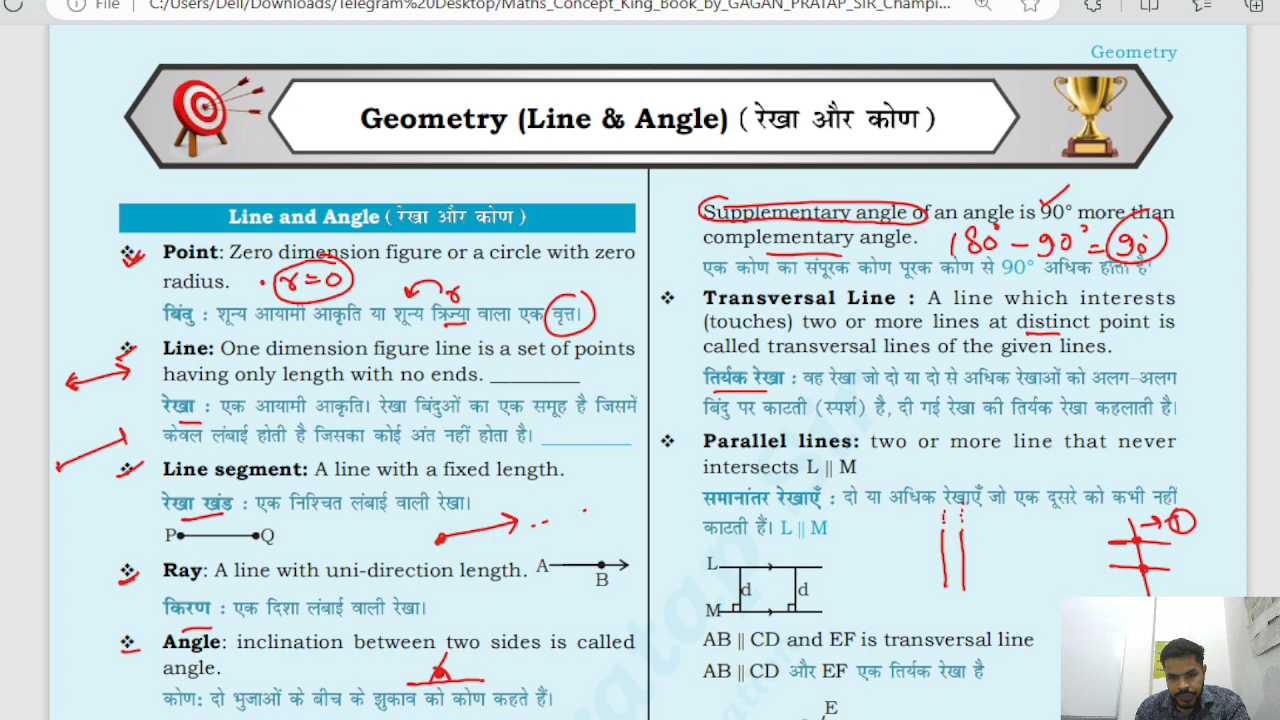 File
C:/Users/Dell/Downloads/Telegram%20Desktop/Maths_Concept_King_Book_by_GAGAN_PRATAP_SIR_Champi...
Geometry
Geometry (Line & Angle) ( रेखा और कोण )
Line and Angle ( रेखा और कोण )
Point: Zero dimension figure or a circle with zero
radius.
r=0
r
बिंदु : शून्य आयामी आकृति या शून्य त्रिज्या वाला एक वृत्त।
Line: One dimension figure line is a set of points
having only length with no ends. _________
रेखा : एक आयामी आकृति। रेखा बिंदुओं का एक समूह है जिसमें
केवल लंबाई होती है जिसका कोई अंत नहीं होता है। _________
Line segment: A line with a fixed length.
रेखा खंड : एक निश्चित लंबाई वाली रेखा।
P Q
Ray: A line with uni-direction length.
A B
किरण : एक दिशा लंबाई वाली रेखा।
Angle: inclination between two sides is called
angle.
कोण: दो भुजाओं के बीच के झुकाव को कोण कहते हैं।
Supplementary angle of an angle is 90° more than
complementary angle.
180° - 90° = 90°
एक कोण का संपूरक कोण पूरक कोण से 90° अधिक होता है।
Transversal Line : A line which interests
(touches) two or more lines at distinct point is
called transversal lines of the given lines.
तिर्यक रेखा : वह रेखा जो दो या दो से अधिक रेखाओं को अलग-अलग
बिंदु पर काटती (स्पर्श) है, दी गई रेखा की तिर्यक रेखा कहलाती है।
Parallel lines: two or more line that never
intersects L || M
समानांतर रेखाएँ : दो या अधिक रेखाएँ जो एक दूसरे को कभी नहीं
काटती हैं। L || M
L
d d
M
AB || CD and EF is transversal line
AB || CD और EF एक तिर्यक रेखा है
E